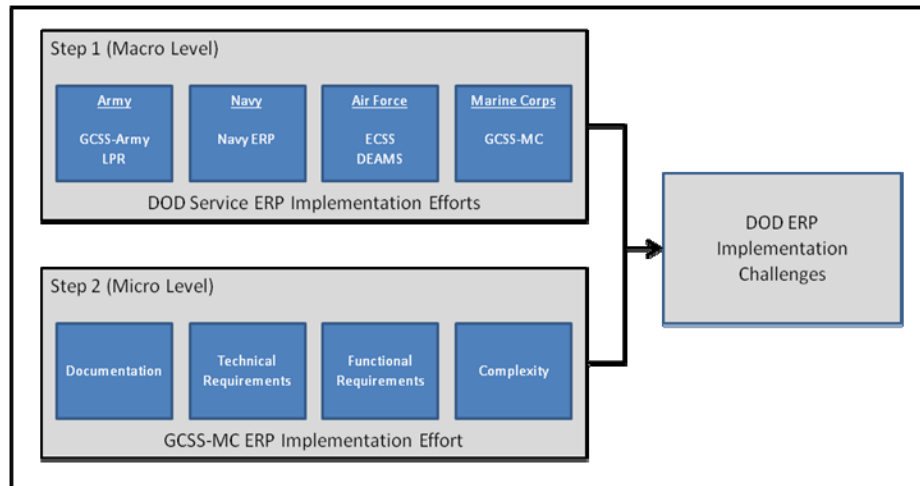 Step 1 (Macro Level)
Army
GCSS-Army
LPR
Navy
Navy ERP
Air Force
ECSS
DEAMS
Marine Corps
GCSS-MC
DOD Service ERP Implementation Efforts
Step 2 (Micro Level)
Documentation
Technical
Requirements
Functional
Requirements
Complexity
GCSS-MC ERP Implementation Effort
DOD ERP
Implementation
Challenges